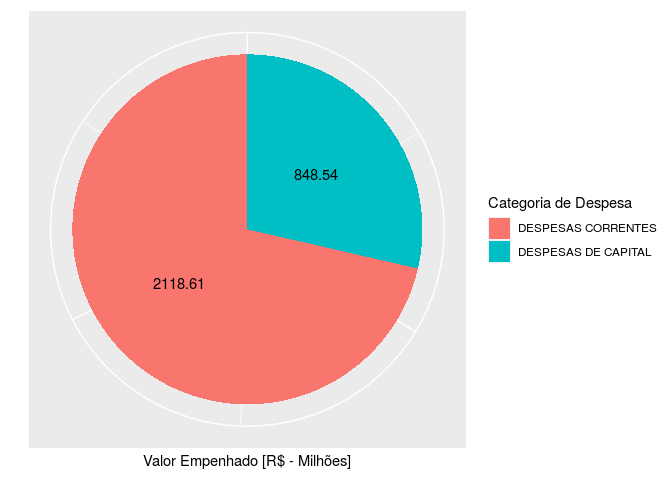 848.54
2118.61
Categoria de Despesa
DESPESAS CORRENTES
DESPESAS DE CAPITAL
Valor Empenhado [R$ - Milhões]